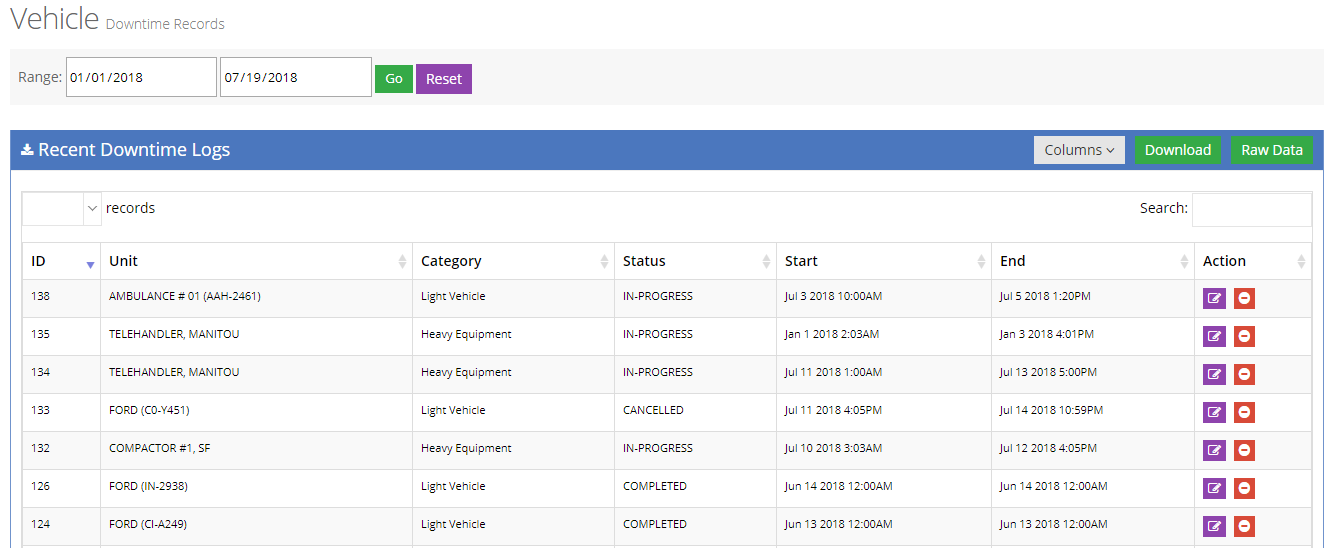 Vehicle Downtime Records
Range: 01/01/2018 07/19/2018 Go Reset
Recent Downtime Logs Columns Download Raw Data
records Search:
ID Unit Category Status Start End Action
138 AMBULANCE # 01 (AAH-2461) Light Vehicle IN-PROGRESS Jul 3 2018 10:00AM Jul 5 2018 1:20PM
135 TELEHANDLER, MANITOU Heavy Equipment IN-PROGRESS Jan 1 2018 2:03AM Jan 3 2018 4:01PM
134 TELEHANDLER, MANITOU Heavy Equipment IN-PROGRESS Jul 11 2018 1:00AM Jul 13 2018 5:00PM
133 FORD (C0-Y451) Light Vehicle CANCELLED Jul 11 2018 4:05PM Jul 14 2018 10:59PM
132 COMPACTOR #1, SF Heavy Equipment IN-PROGRESS Jul 10 2018 3:03AM Jul 12 2018 4:05PM
126 FORD (IN-2938) Light Vehicle COMPLETED Jun 14 2018 12:00AM Jun 14 2018 12:00AM
124 FORD (CI-A249) Light Vehicle COMPLETED Jun 13 2018 12:00AM Jun 13 2018 12:00AM